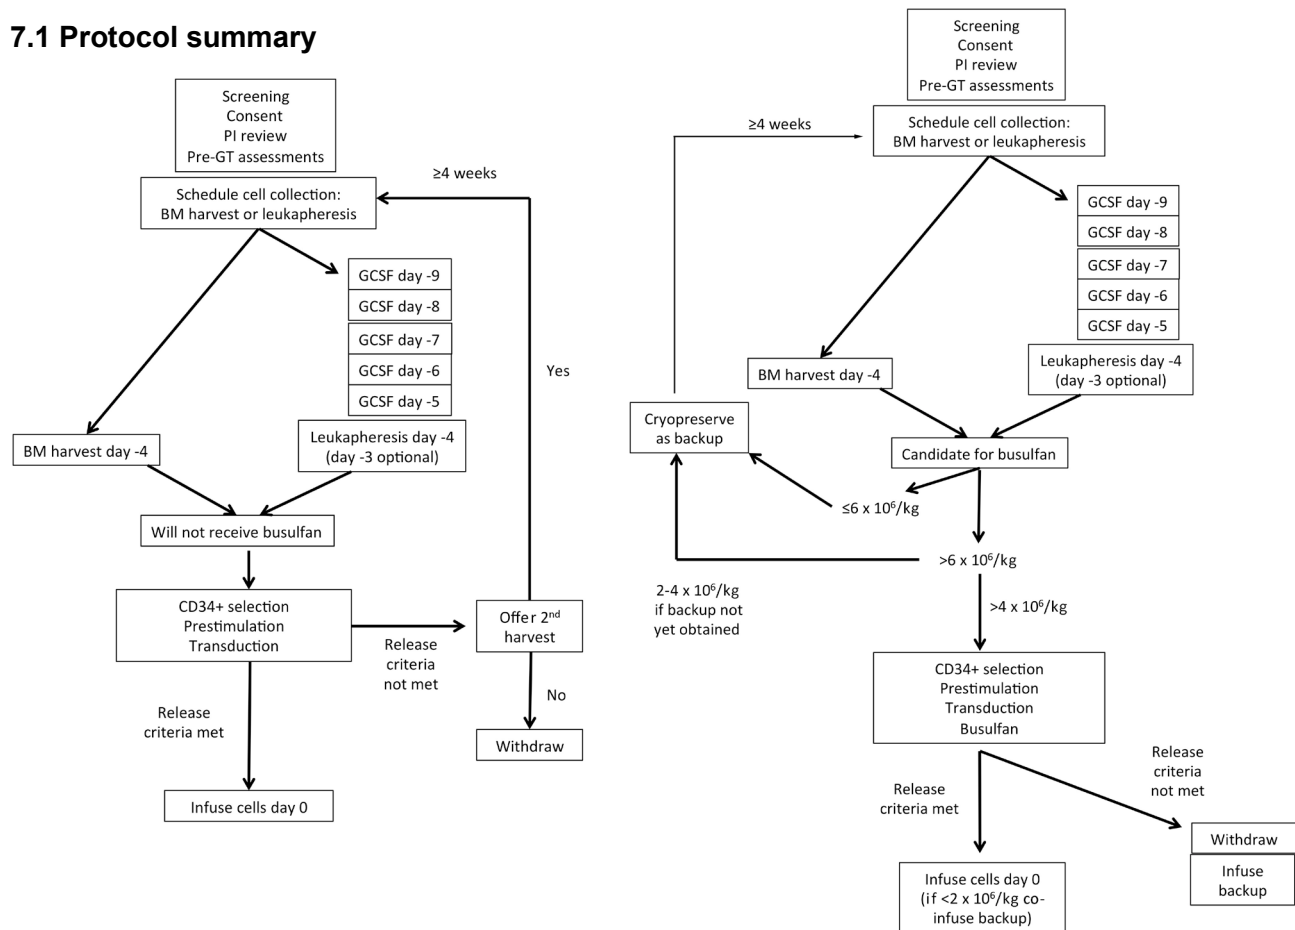 7.1 Protocol summary
Screening
Consent
PI review
Pre-GT assessments
Schedule cell collection:
BM harvest or leukapheresis
≥4 weeks
GCSF day -9
GCSF day -8
GCSF day -7
GCSF day -6
GCSF day -5
Yes
BM harvest day -4
Leukapheresis day -4
(day -3 optional)
Will not receive busulfan
CD34+ selection
Prestimulation
Transduction
Release
criteria
not met
Offer 2nd
harvest
No
Withdraw
Release
criteria met
Infuse cells day 0
Screening
Consent
PI review
Pre-GT assessments
≥4 weeks
Schedule cell collection:
BM harvest or leukapheresis
GCSF day -9
GCSF day -8
GCSF day -7
GCSF day -6
GCSF day -5
BM harvest day -4
Leukapheresis day -4
(day -3 optional)
Cryopreserve
as backup
Candidate for busulfan
≤6 x 10⁶/kg
>6 x 10⁶/kg
2-4 x 10⁶/kg
if backup not
yet obtained
>4 x 10⁶/kg
CD34+ selection
Prestimulation
Transduction
Busulfan
Release
criteria met
Release
criteria
not met
Withdraw
Infuse
backup
Infuse cells day 0
(if <2 x 10⁶/kg co-
infuse backup)